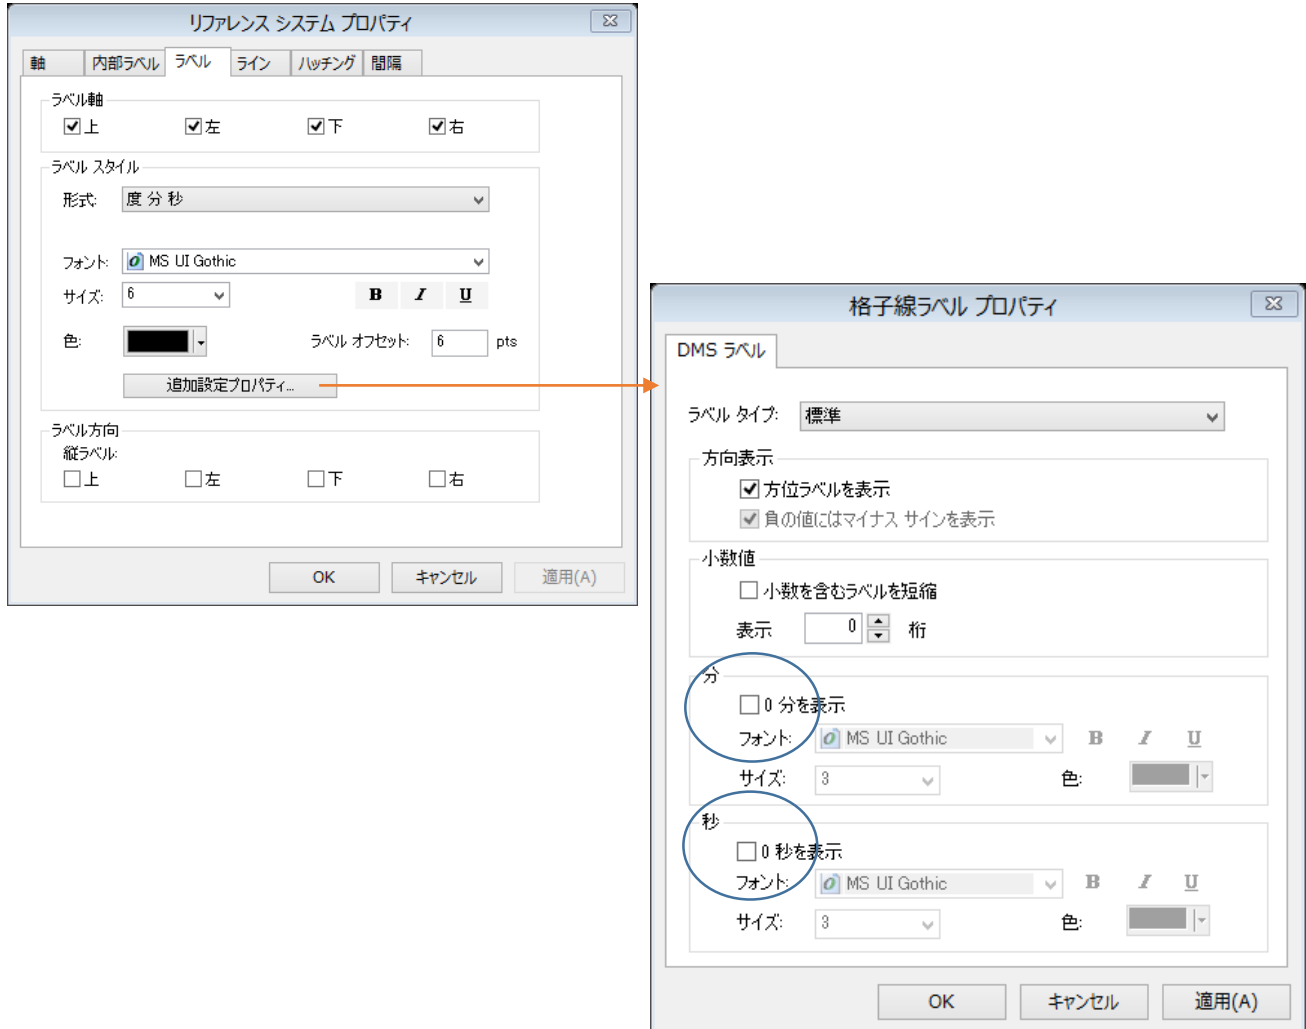 リファレンス システム プロパティ
軸 内部ラベル ラベル ライン ハッチング 間隔
ラベル軸
上 左 下 右
ラベル スタイル
形式: 度 分 秒
フォント: MS UI Gothic
サイズ: 6 B I U
色: ラベル オフセット: 6 pts
追加設定プロパティ...
ラベル方向
縦ラベル:
上 左 下 右
OK キャンセル 適用(A)
格子線ラベル プロパティ
DMS ラベル
ラベル タイプ: 標準
方向表示
方位ラベルを表示
負の値にはマイナス サインを表示
小数値
小数を含むラベルを短縮
表示 0 桁
分
0 分を表示
フォント: MS UI Gothic B I U
サイズ: 3 色:
秒
0 秒を表示
フォント: MS UI Gothic B I U
サイズ: 3 色:
OK キャンセル 適用(A)